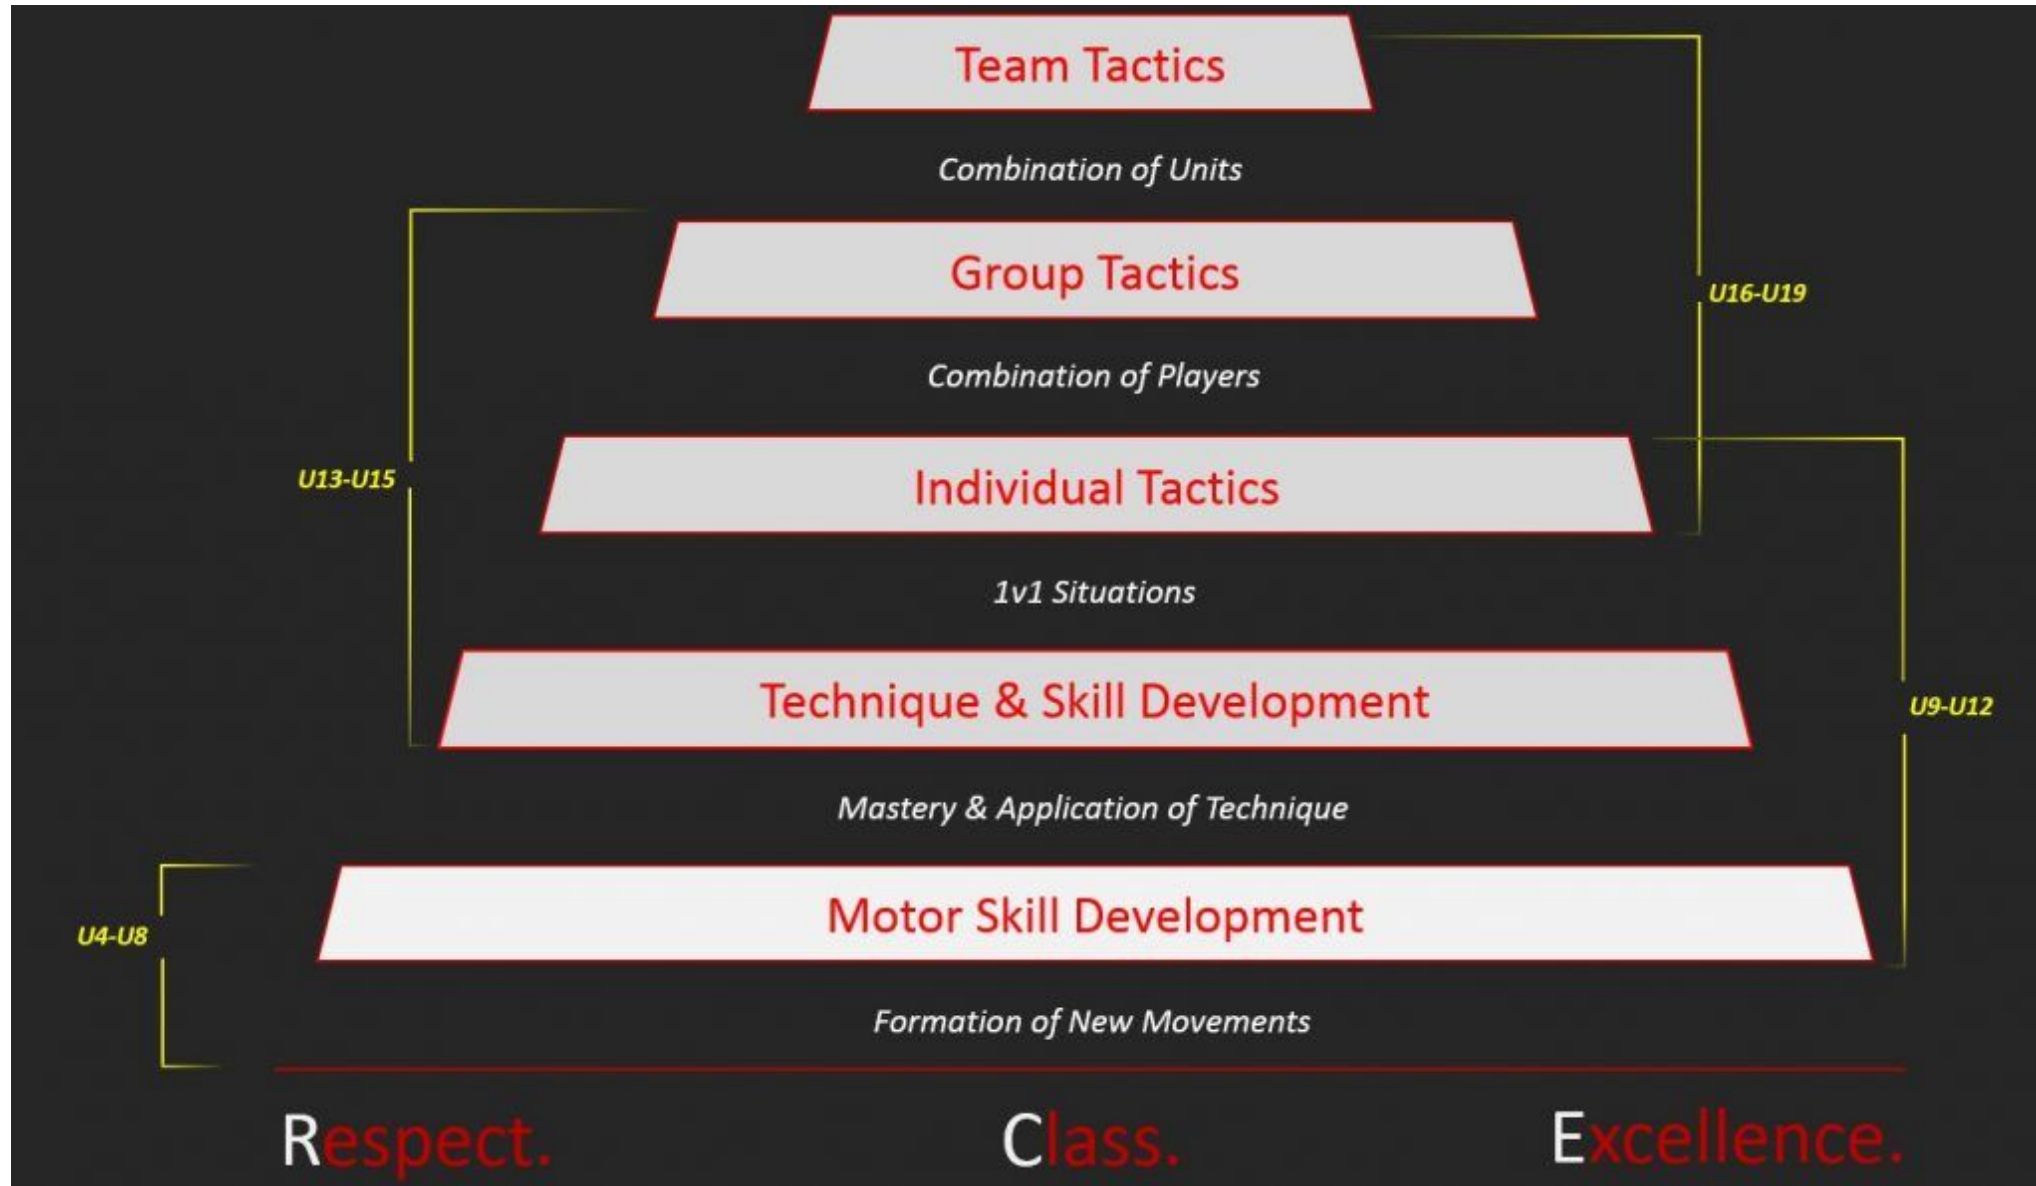 Team Tactics
Combination of Units
Group Tactics
U16-U19
Combination of Players
U13-U15
Individual Tactics
1v1 Situations
Technique & Skill Development
U9-U12
Mastery & Application of Technique
Motor Skill Development
U4-U8
Formation of New Movements
Respect. Class. Excellence.